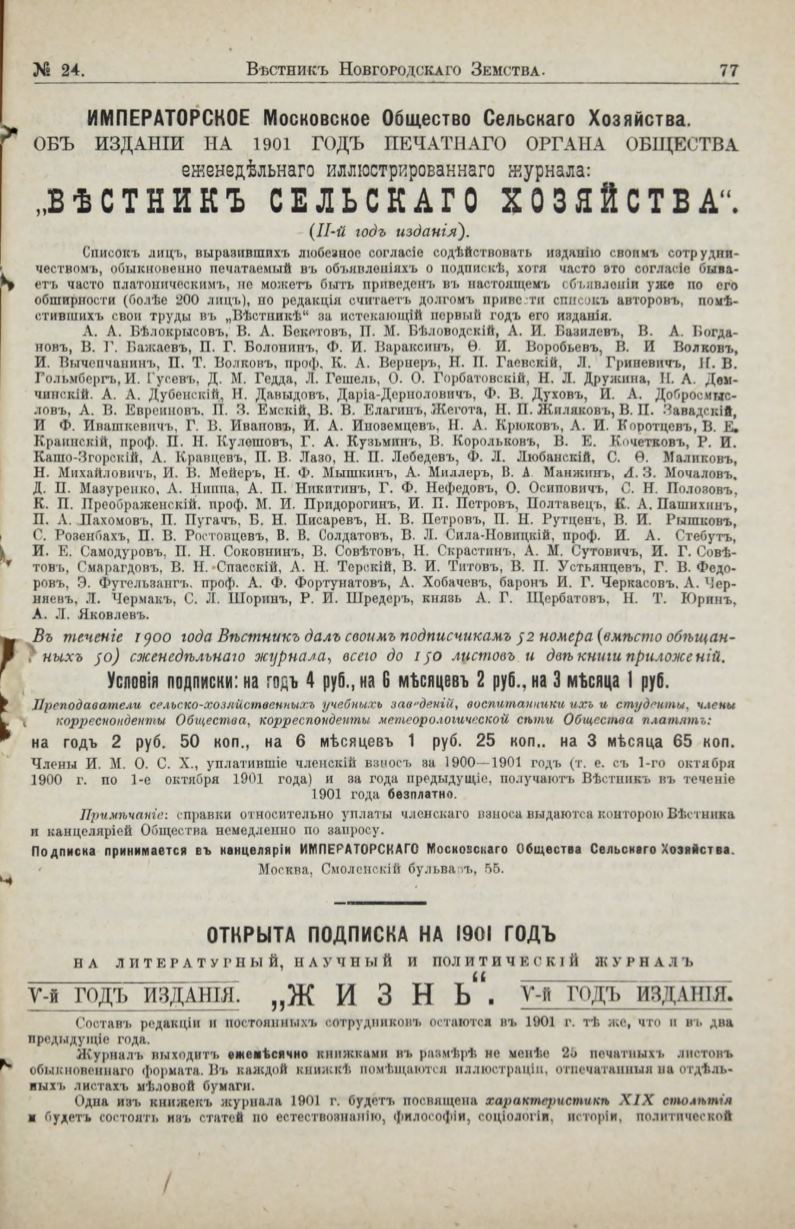 № 24.
Вѣстникъ Новгородскаго Земства.
77
ИМПЕРАТОРСКОЕ Московское Общество Сельскаго Хозяйства.
ОБЪ ИЗДАНІИ НА 1901 ГОДЪ ПЕЧАТНАГО ОРГАНА ОБЩЕСТВА
еженедѣльнаго иллюстрированнаго журнала:
„ВѢСТНИКЪ СЕЛЬСКАГО ХОЗЯЙСТВА“.
(II-й годъ изданія).
Списокъ лицъ, выразившихъ любезное согласіе содѣйствовать изданію своимъ сотрудни-
чествомъ, обыкновенно печатаемый въ объявленіяхъ о подпискѣ, хотя часто это согласіе быва-
етъ часто платоническимъ, не можетъ быть приведенъ въ настоящемъ объявленіи уже по его
обширности (болѣе 200 лицъ), но редакція считаетъ долгомъ привести списокъ авторовъ, помѣ-
стившихъ свои труды въ „Вѣстникѣ“ за истекающій первый годъ его изданія.
А. А. Бѣлокрысовъ, В. А. Бекетовъ, П. М. Бѣловодскій, А. И. Базилевъ, В. А. Богда-
новъ, В. Г. Бажаевъ, П. Г. Болонинъ, Ф. И. Вараксинъ, Ѳ И. Воробьевъ, В. И Волковъ,
И. Вычепчанинъ, П. Т. Волковъ, проф. К. А. Вернеръ, Н. П. Гаевскій, Л. Гриневичъ, Н. В.
Гольмбергъ, И. Гусевъ, Д. М. Гедда, Л. Гешель, О. О. Горбатовскій, Н. Л. Дружина, Н. А. Дем-
чинскій. А. А. Дубенскій, Н. Давыдовъ, Даріа-Дерноловичъ, Ф. В. Духовъ, И. А. Добросмыс-
ловъ, А. В. Евреиновъ. П. З. Емскій, В. В. Елагинъ, Жегота, Н. П. Жиляковъ, В. П. Завадскій,
И Ф. Ивашкевичъ, Г. В. Ивановъ, И. А. Иноземцевъ, Н. А. Крюковъ, А. И. Коротцевъ, В. Е.
Краинскій, проф. П. Н. Кулешовъ, Г. А. Кузьминъ, В. Корольковъ, В. Е. Кочетковъ, Р. И.
Кашо-Згорскій, А. Кравцевъ, П. В. Лазо, Н. П. Лебедевъ, Ф. Л. Любанскій, С. Ѳ. Маликовъ,
Н. Михайловичъ, И. В. Мейеръ, Н. Ф. Мышкинъ, А. Миллеръ, В. А Манжинъ, А. З. Мочаловъ,
Д. П. Мазуренко, А. Ниппа, А. П. Никитинъ, Г. Ф. Нефедовъ, О. Осиповичъ, С. Н. Полозовъ,
К. П. Преображенскій. проф. М. И. Придорогинъ, И. П. Петровъ, Полтавецъ, К. А. Пашихинъ,
П. А. Пахомовъ, П. Пугачъ, В. Н. Писаревъ, Н. В. Петровъ, П. Н. Рутценъ, В. И. Рышковъ,
С. Розенбахъ, П. В. Ростовцевъ, В. В. Солдатовъ, В. Л. Сила-Новицкій, проф. И. А. Стебутъ,
И. Е. Самодуровъ, П. Н. Соковнинъ, В. Совѣтовъ, Н. Скрастинъ, А. М. Сутовичъ, И. Г. Совѣ-
товъ, Смарагдовъ, В. Н. Спасскій, А. Н. Терскій, В. И. Титовъ, В. П. Устьянцевъ, Г. В. Федо-
ровъ, Э. Фугельзангъ. проф. А. Ф. Фортунатовъ, А. Хобачевъ, баронъ И. Г. Черкасовъ, А. Чер-
няевъ, Л. Чермакъ, С. Л. Шоринъ, Р. И. Шредеръ, князь А. Г. Щербатовъ, Н. Т. Юринъ,
А. Л. Яковлевъ.
Въ теченіе 1900 года Вѣстникъ далъ своимъ подписчикамъ 52 номера (вмѣсто обѣщан-
ныхъ 50) еженедѣльнаго журнала, всего до 150 листовъ и двѣ книги приложеній.
Условія подписки: на годъ 4 руб., на 6 мѣсяцевъ 2 руб., на 3 мѣсяца 1 руб.
Преподаватели сельско-хозяйственныхъ учебныхъ заведеній, воспитанники ихъ и студенты, члены
корреспонденты Общества, корреспонденты метеорологической сѣти Общества платятъ:
на годъ 2 руб. 50 коп., на 6 мѣсяцевъ 1 руб. 25 коп.. на 3 мѣсяца 65 коп.
Члены И. М. О. С. Х., уплатившіе членскій взносъ за 1900—1901 годъ (т. е. съ 1-го октября
1900 г. по 1-е октября 1901 года) и за года предыдущіе, получаютъ Вѣстникъ въ теченіе
1901 года безплатно.
Примѣчаніе: справки относительно уплаты членскаго взноса выдаются конторою Вѣстника
и канцеляріей Общества немедленно по запросу.
Подписка принимается въ канцеляріи ИМПЕРАТОРСКАГО Московскаго Общества Сельскаго Хозяйства.
Москва, Смоленскій бульваръ, 55.
ОТКРЫТА ПОДПИСКА НА 1901 ГОДЪ
НА ЛИТЕРАТУРНЫЙ, НАУЧНЫЙ И ПОЛИТИЧЕСКІЙ ЖУРНАЛЪ
V-й ГОДЪ ИЗДАНІЯ. „ЖИЗНЬ“. V-й ГОДЪ ИЗДАНІЯ.
Составъ редакціи и постоянныхъ сотрудниковъ остаются въ 1901 г. тѣ же, что и въ два
предыдущіе года.
Журналъ выходитъ ежемѣсячно книжками въ размѣрѣ не менѣе 25 печатныхъ листовъ
обыкновеннаго формата. Въ каждой книжкѣ помѣщаются иллюстраціи, отпечатанныя на отдѣль-
ныхъ листахъ мѣловой бумаги.
Одна изъ книжекъ журнала 1901 г. будетъ посвящена характеристикѣ XIX столѣтія
и будетъ состоять изъ статей по естествознанію, философіи, соціологіи, исторіи, политической